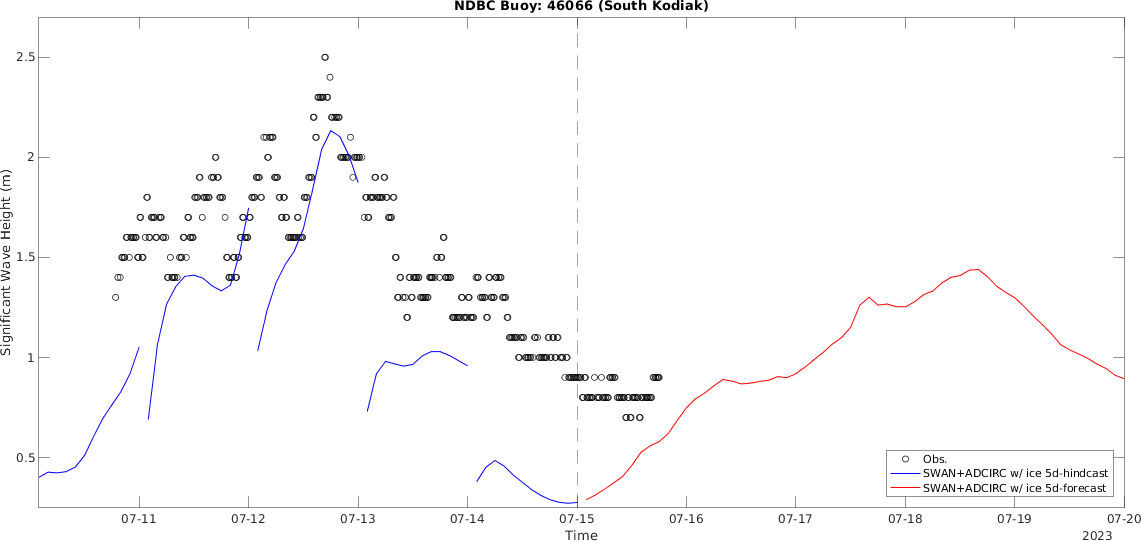 NDBC Buoy: 46066 (South Kodiak)
2.5
2
1.5
1
0.5
Significant Wave Height (m)
Obs.
SWAN+ADCIRC w/ ice 5d-hindcast
SWAN+ADCIRC w/ ice 5d-forecast
07-11 07-12 07-13 07-14 07-15 07-16 07-17 07-18 07-19 07-20
Time
2023